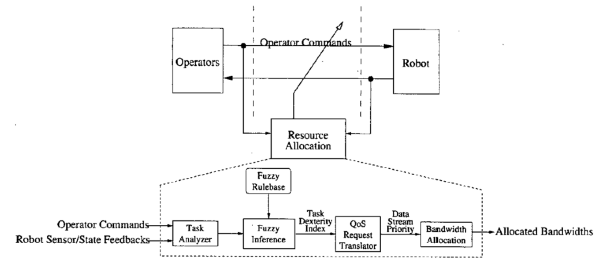 Operator Commands
Operators
Robot
Resource
Allocation
Fuzzy
Rulebase
Operator Commands
Robot Sensor/State Feedbacks
Task
Analyzer
Fuzzy
Inference
Task
Dexterity
Index
QoS
Request
Translator
Data
Stream
Priority
Bandwidth
Allocation
Allocated Bandwidths